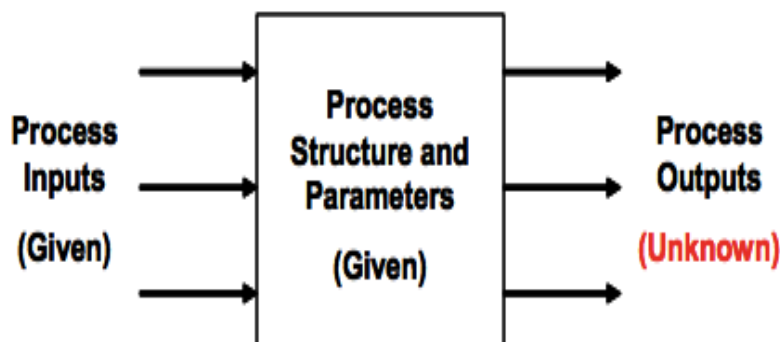 Process
Inputs
(Given)
Process
Structure and
Parameters
(Given)
Process
Outputs
(Unknown)